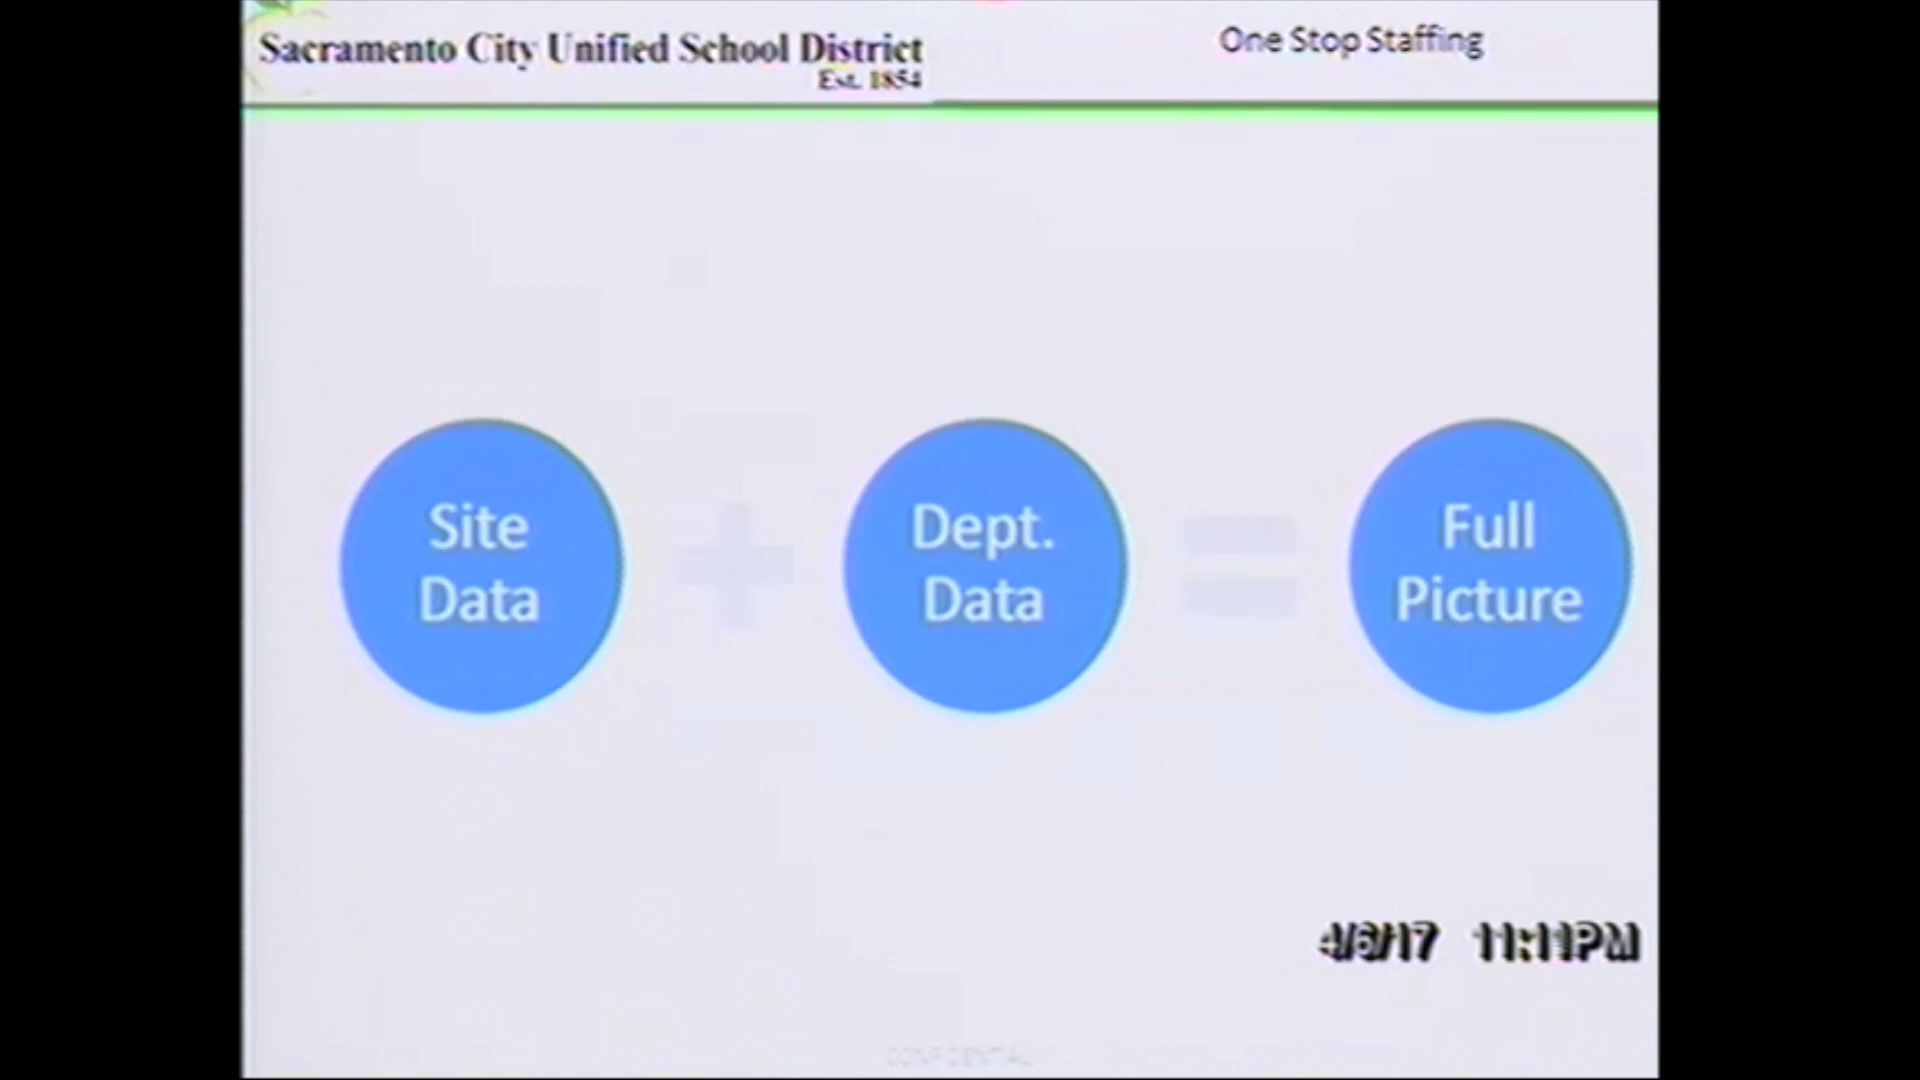 Sacramento City Unified School District
Est. 1854
One Stop Staffing
Site
Data
Dept.
Data
Full
Picture
4/6/17 11:11PM
CONFIDENTIAL